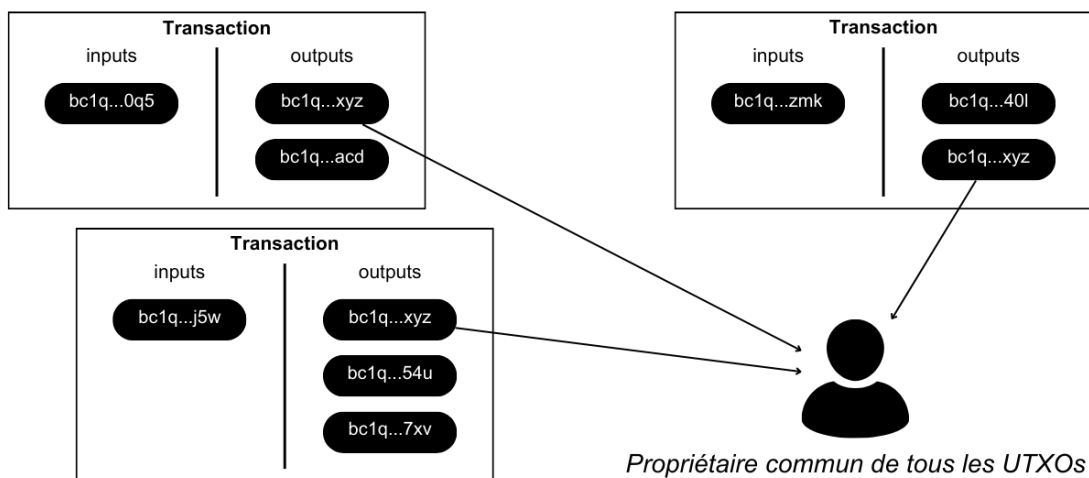 Transaction
inputs
outputs
bc1q...0q5
bc1q...xyz
bc1q...acd
Transaction
inputs
outputs
bc1q...zmk
bc1q...40l
bc1q...xyz
Transaction
inputs
outputs
bc1q...j5w
bc1q...xyz
bc1q...54u
bc1q...7xv
Propriétaire commun de tous les UTXOs